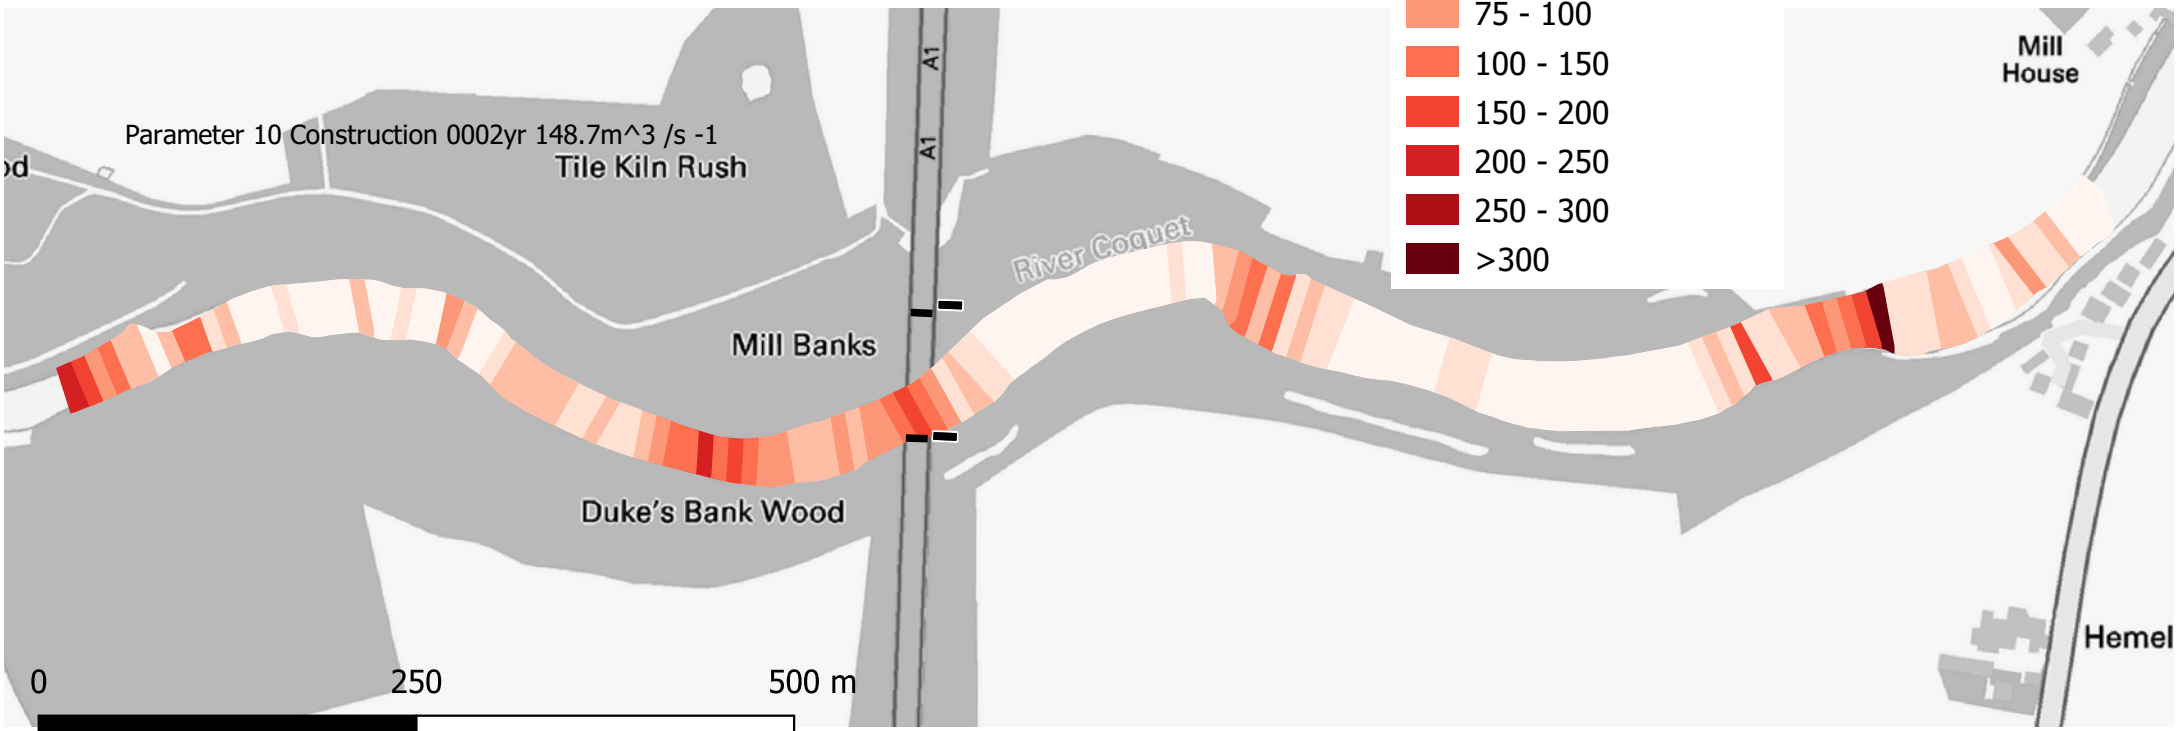 75 - 100
100 - 150
150 - 200
200 - 250
250 - 300
>300
Mill
House
A1
A1
Parameter 10 Construction 0002yr 148.7m^3 /s -1
od
Tile Kiln Rush
River Coquet
Mill Banks
Duke's Bank Wood
Hemel
0 250 500 m